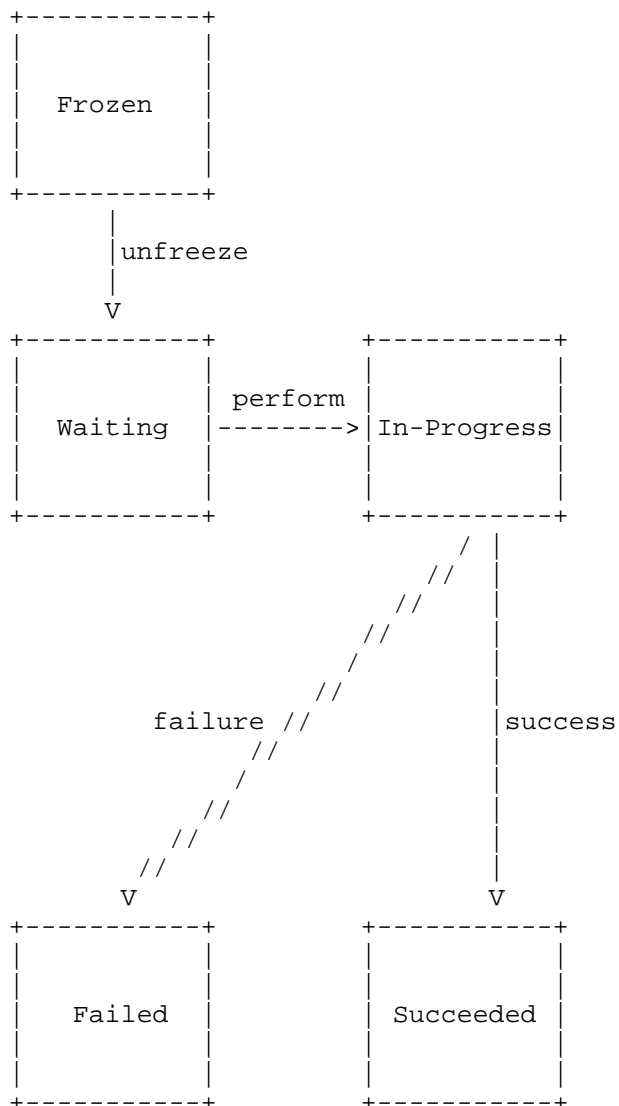 Frozen
unfreeze
perform
Waiting
In-Progress
failure
success
Failed
Succeeded